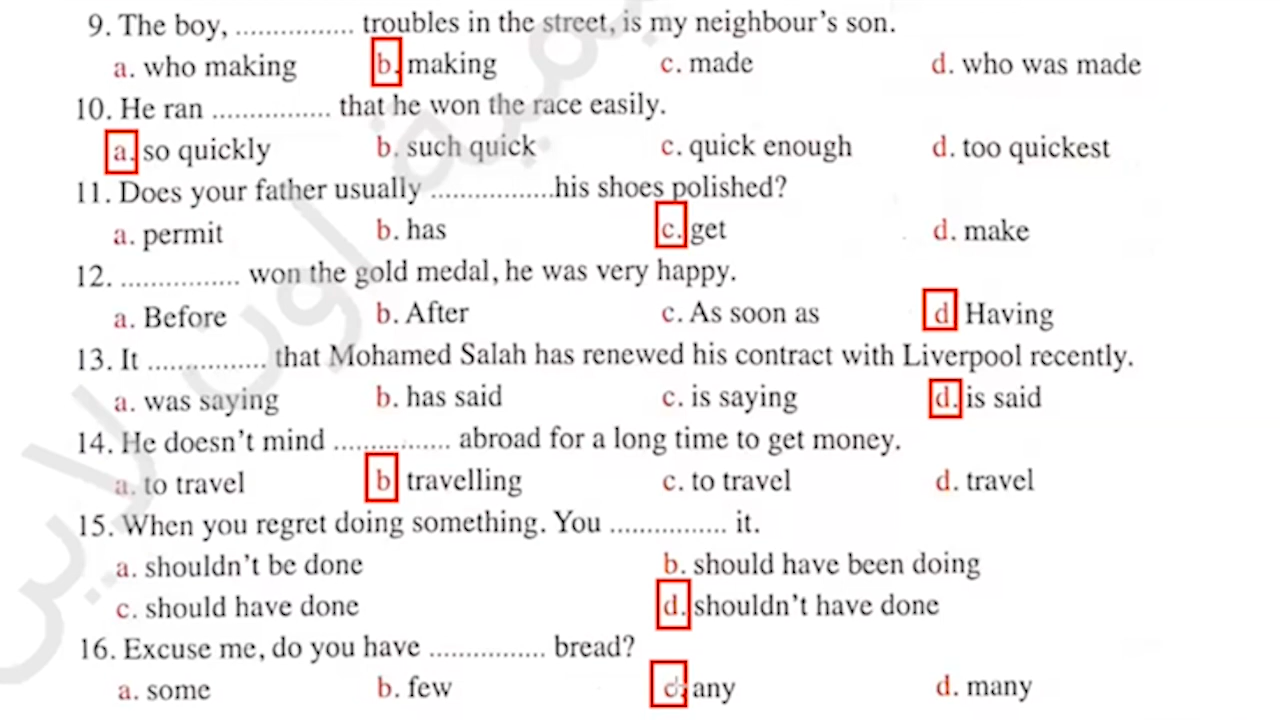 9. The boy, ................ troubles in the street, is my neighbour's son.
a. who making b. making c. made d. who was made
10. He ran ................ that he won the race easily.
a. so quickly b. such quick c. quick enough d. too quickest
11. Does your father usually ................his shoes polished?
a. permit b. has c. get d. make
12. ................ won the gold medal, he was very happy.
a. Before b. After c. As soon as d Having
13. It ................ that Mohamed Salah has renewed his contract with Liverpool recently.
a. was saying b. has said c. is saying d. is said
14. He doesn't mind ................ abroad for a long time to get money.
a. to travel b travelling c. to travel d. travel
15. When you regret doing something. You ................ it.
a. shouldn't be done b. should have been doing
c. should have done d. shouldn't have done
16. Excuse me, do you have ................ bread?
a. some b. few c. any d. many
اون لاين